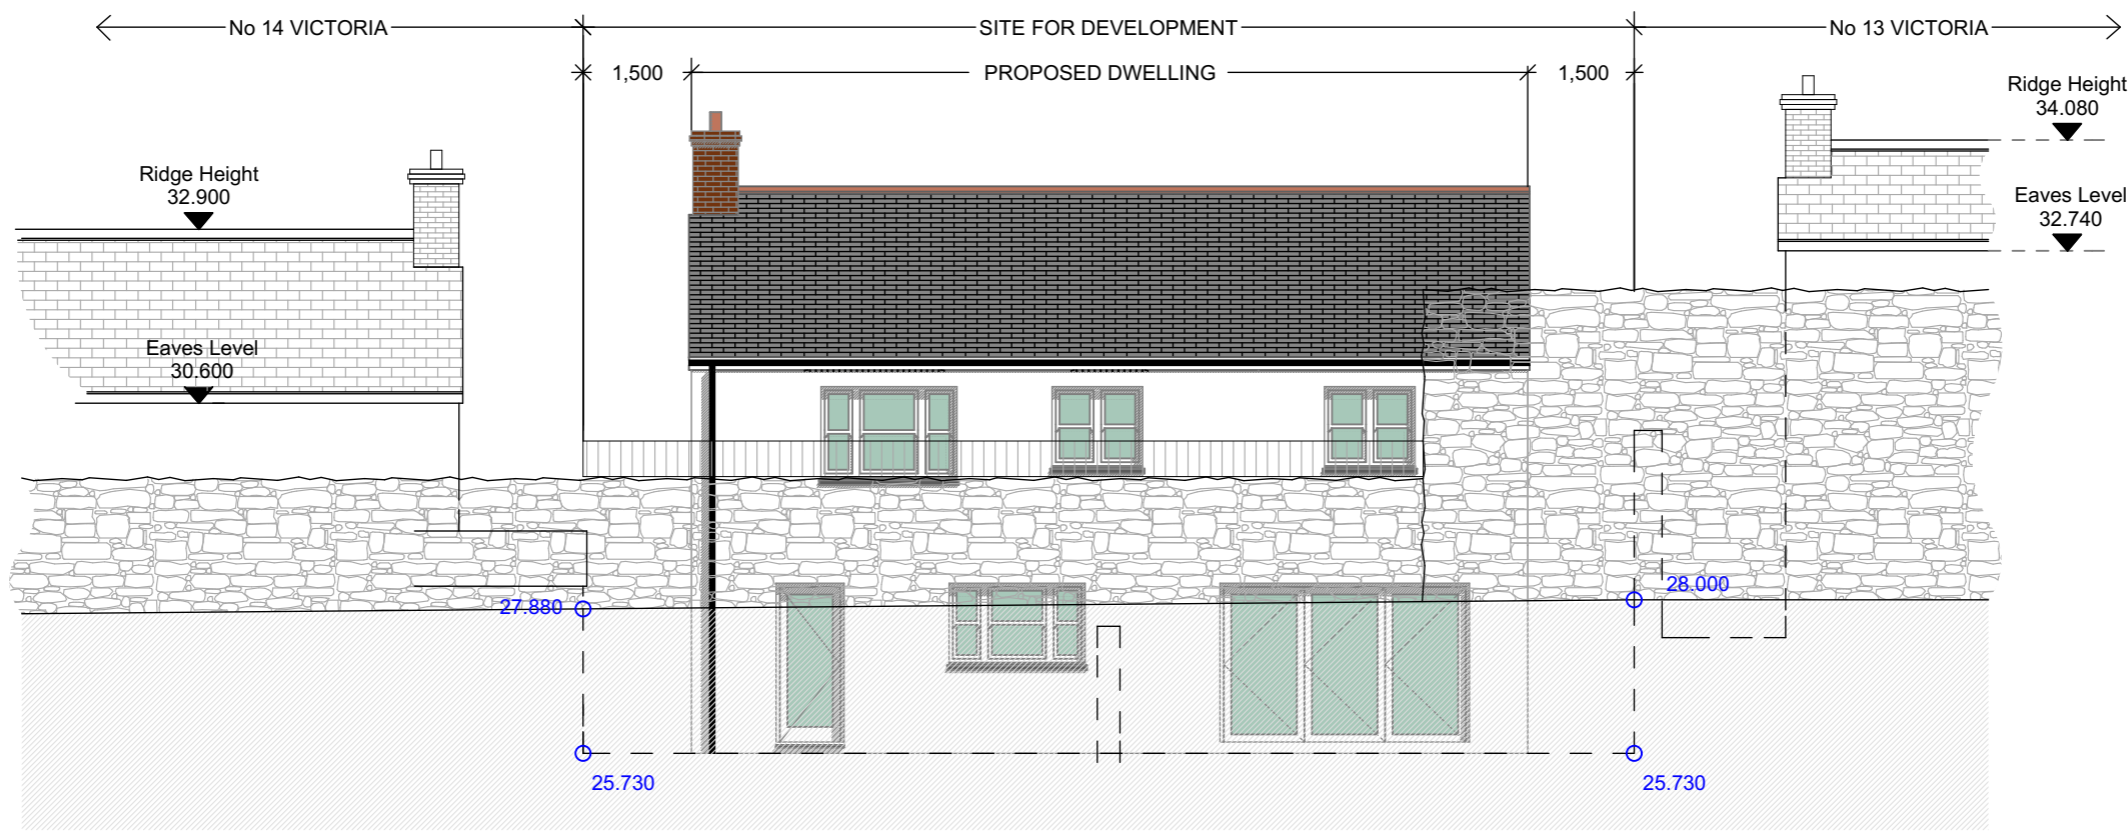 No 14 VICTORIA
SITE FOR DEVELOPMENT
No 13 VICTORIA
1,500
PROPOSED DWELLING
1,500
Ridge Height
34.080
Ridge Height
32.900
Eaves Level
32.740
Eaves Level
30.600
27.880
28.000
25.730
25.730